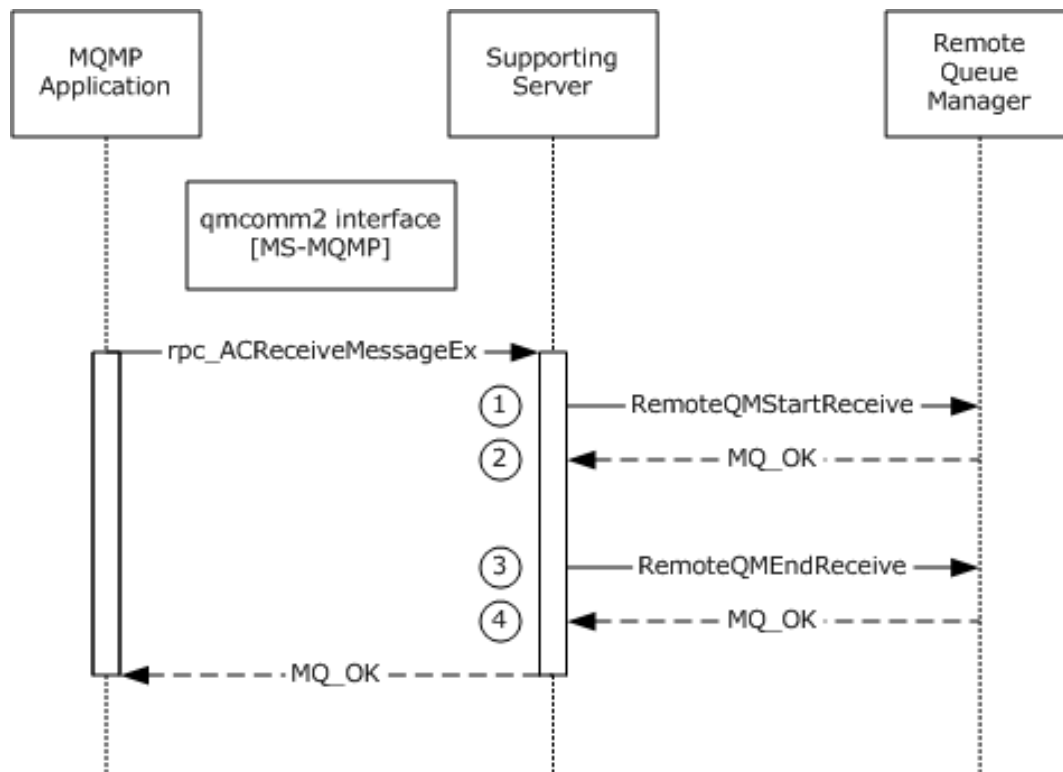 MQMP
Application
Supporting
Server
Remote
Queue
Manager
qmcomm2 interface
[MS-MQMP]
rpc_ACReceiveMessageEx
1
RemoteQMStartReceive
2
MQ_OK
3
RemoteQMEndReceive
4
MQ_OK
MQ_OK